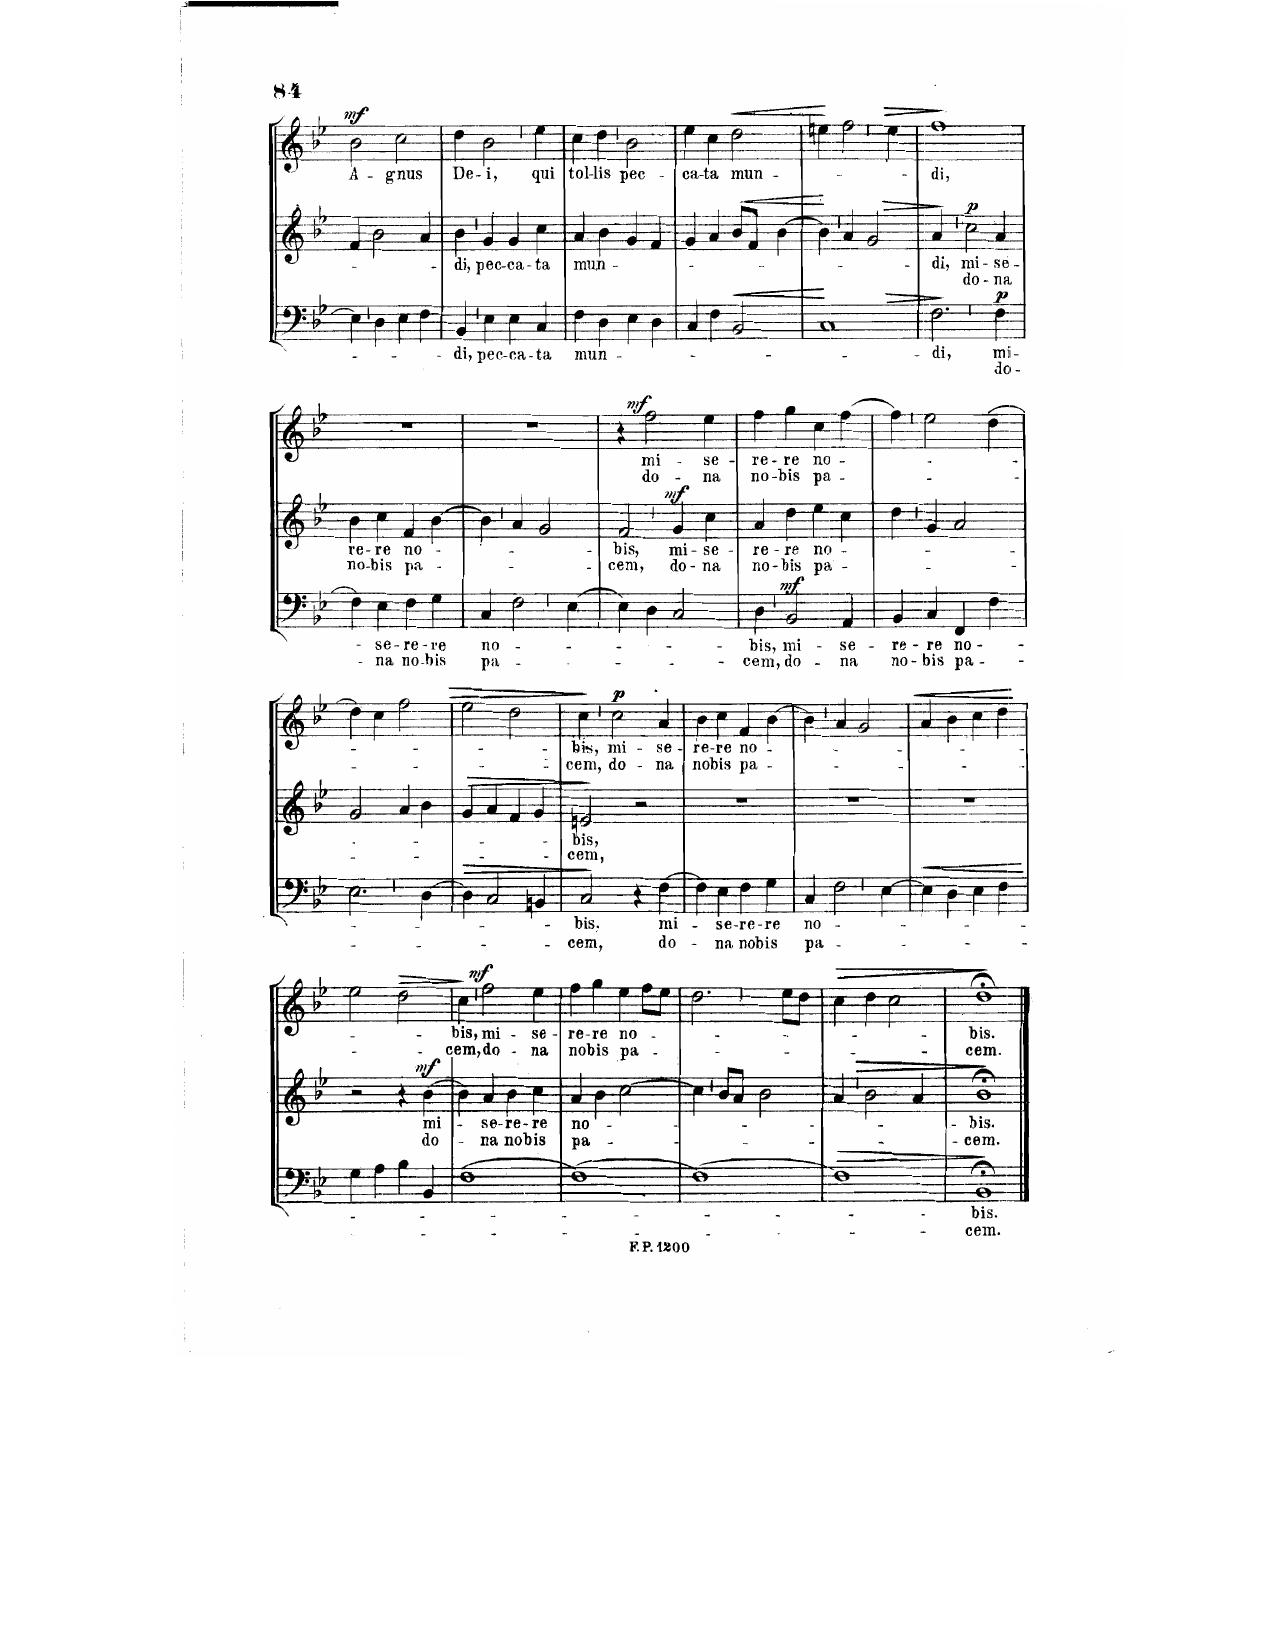 84
mf
A - gnus De - i, qui tol - lis pec - ca - ta mun - - - - di,
p
- - - di, pec - ca - ta mun - - - - - - - di, mi - se -
do - na
p
- - - di, pec - ca - ta mun - - - - - - - di, mi -
do -
mf
mi - se - re - re no - - - -
do - na no - bis pa - - - -
mf
re - re no - - - - bis, mi - se - re - re no - - - -
no - bis pa - - - - cem, do - na no - bis pa - - - -
mf
- se - re - re no - - - - - bis, mi - se - re - re no - -
- na no - bis pa - - - - - cem, do - na no - bis pa - -
p
- - - - - bis, mi - se - re - re no - - - - - - -
- - - - - cem, do - na nobis pa - - - - - - -
- - - - - bis,
- - - - - cem,
- - - - - bis, mi - se - re - re no - - - - - -
- - - - - cem, do - na nobis pa - - - - - -
mf
- - bis, mi - se - re - re no - - - - - - - bis.
- - cem, do - na nobis pa - - - - - - - cem.
mf
mi - se - re - re no - - - - - - - bis.
do - na nobis pa - - - - - - - cem.
- - - - - - - - bis.
- - - - - - - - cem.
F. P. 1200